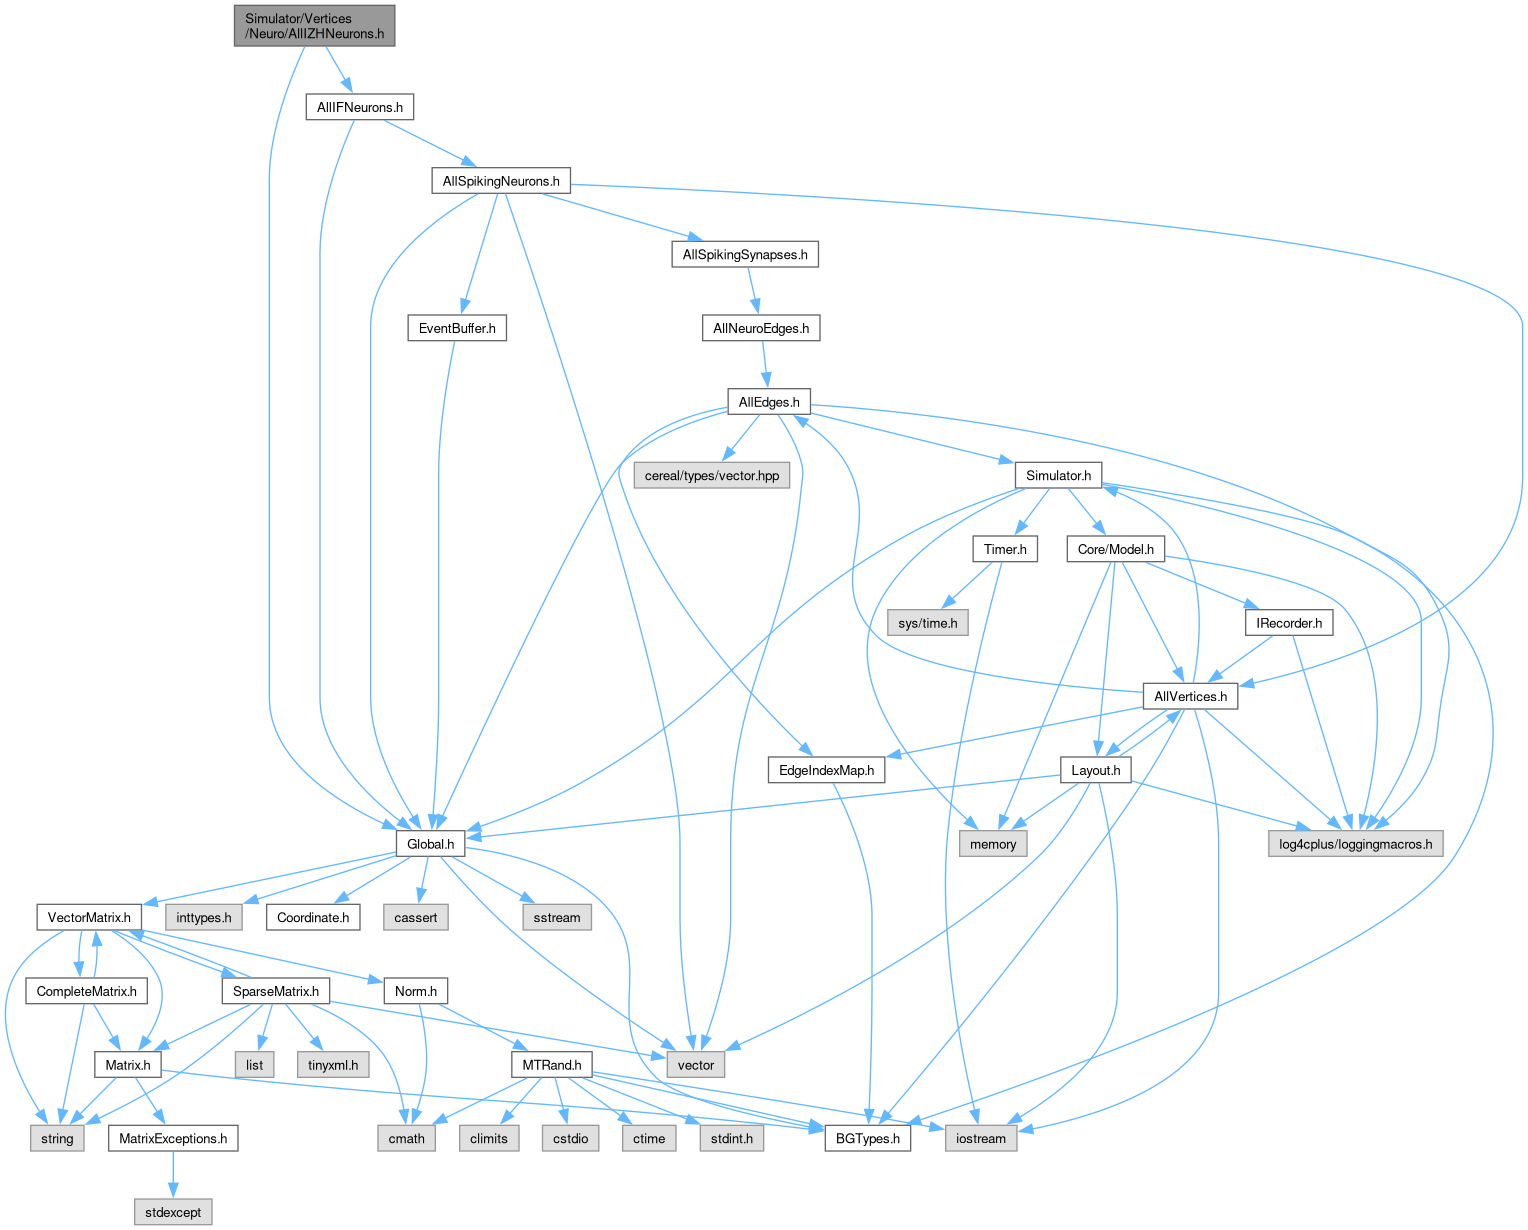 Simulator/Vertices
/Neuro/AllIZHNeurons.h
AllIFNeurons.h
AllSpikingNeurons.h
AllSpikingSynapses.h
EventBuffer.h
AllNeuroEdges.h
AllEdges.h
cereal/types/vector.hpp
Simulator.h
Timer.h
Core/Model.h
sys/time.h
IRecorder.h
AllVertices.h
EdgeIndexMap.h
Layout.h
Global.h
memory
log4cplus/loggingmacros.h
VectorMatrix.h
inttypes.h
Coordinate.h
cassert
sstream
CompleteMatrix.h
SparseMatrix.h
Norm.h
Matrix.h
list
tinyxml.h
MTRand.h
vector
string
MatrixExceptions.h
cmath
climits
cstdio
ctime
stdint.h
BGTypes.h
iostream
stdexcept